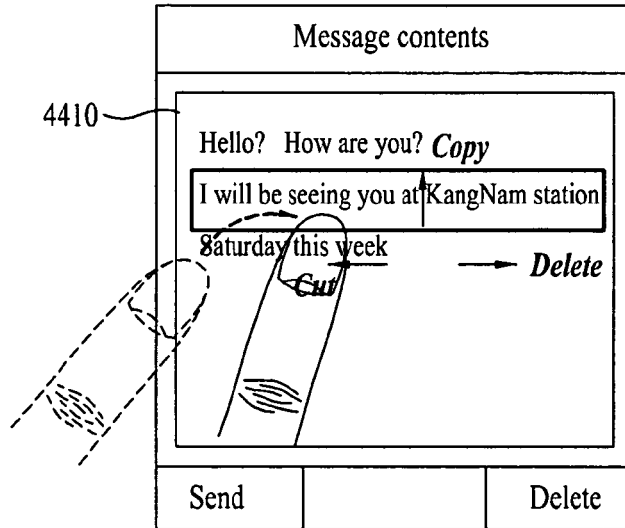 Message contents
4410
Hello? How are you? Copy
I will be seeing you at KangNam station
Saturday this week
Cut Delete
Send Delete